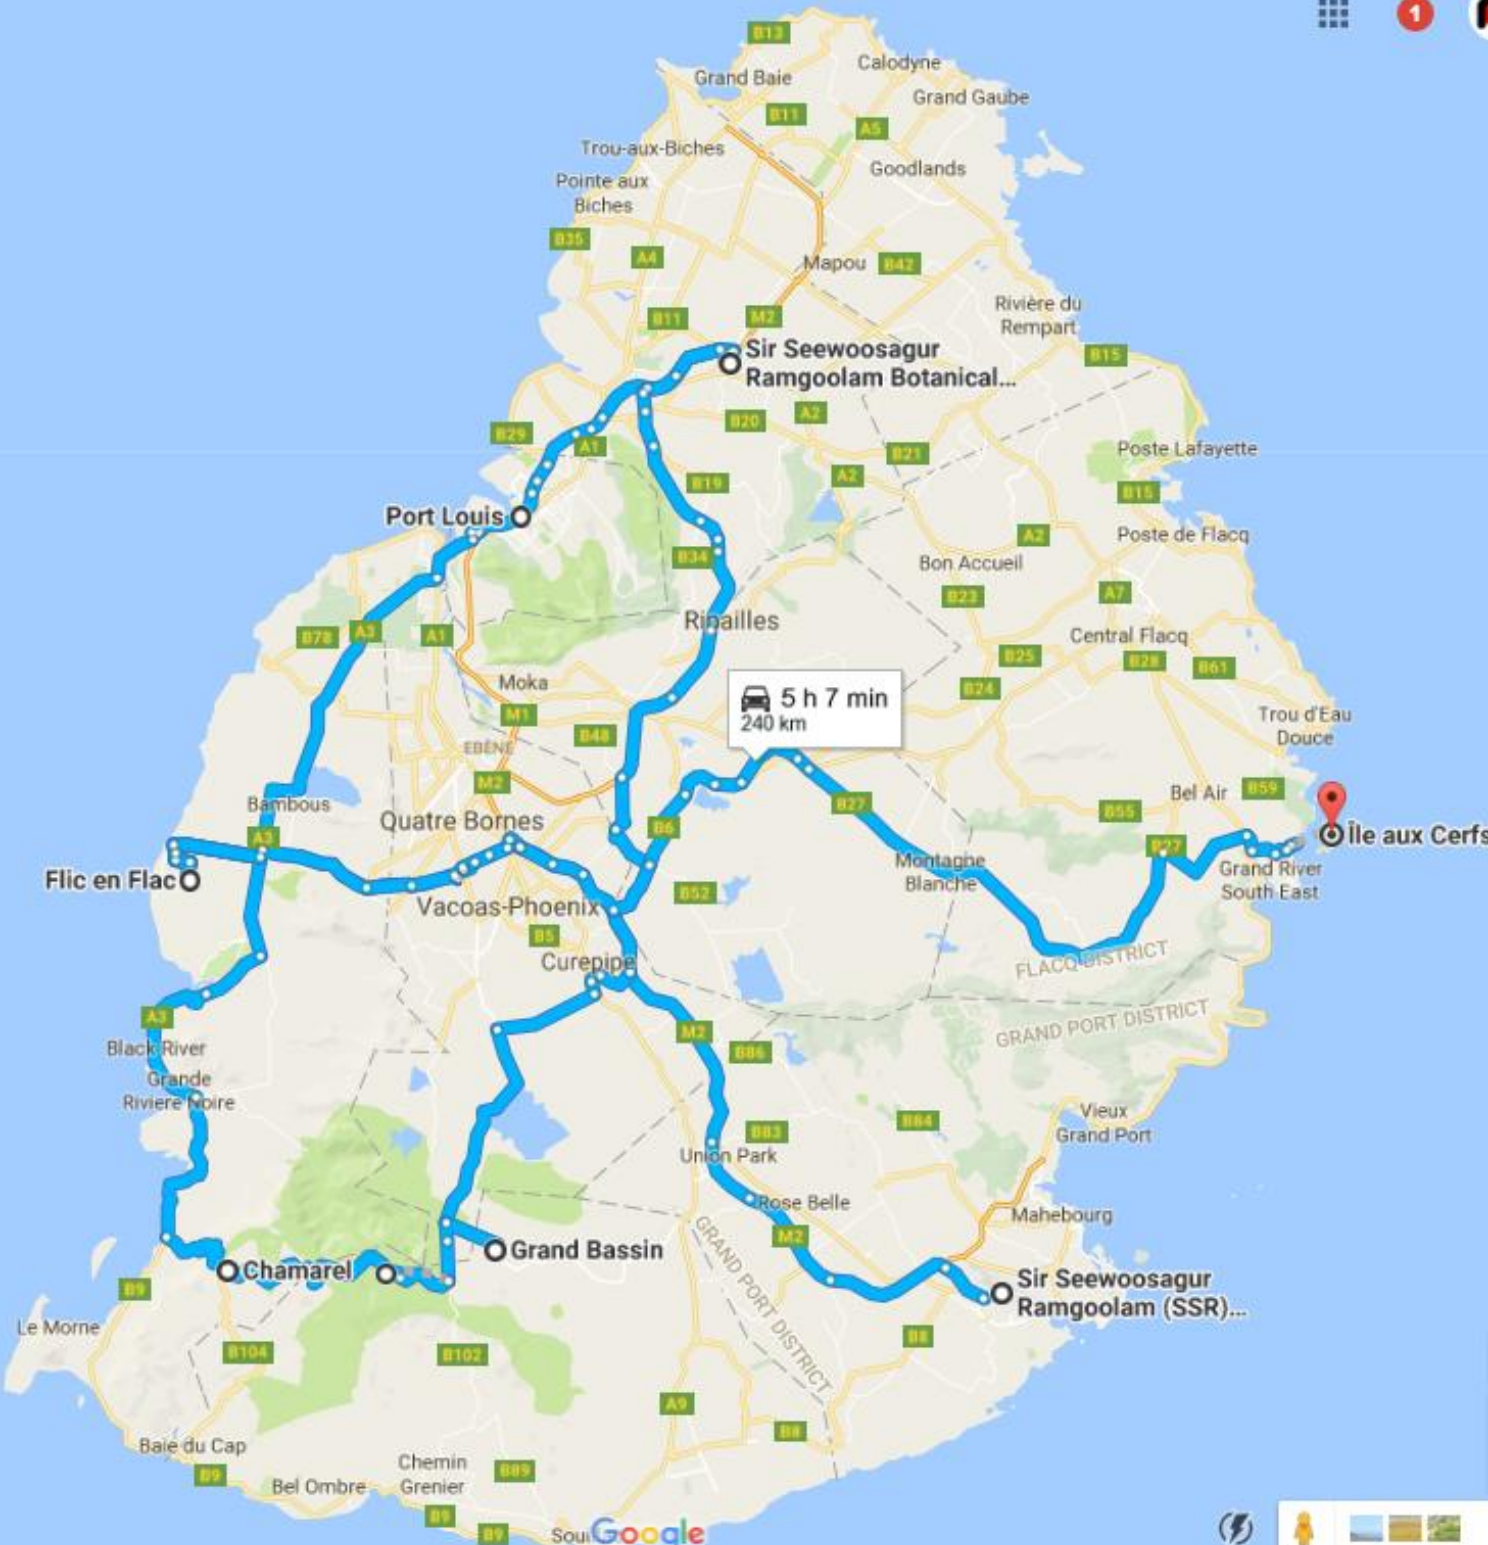 1
B13
Calodyne
Grand Baie
Grand Gaube
B11
A5
Trou-aux-Biches
Goodlands
Pointe aux
Biches
B35
A4
Mapou
B42
Rivière du
Rempart
B11
M2
Sir Seewoosagur
Ramgoolam Botanical...
B15
B20
A2
B29
A1
B21
Poste Lafayette
A2
B19
B15
Port Louis
A2
Poste de Flacq
B34
Bon Accueil
B23
A7
Ripailles
B78
A3
A1
Central Flacq
B25
B28
B61
Moka
B24
5 h 7 min
240 km
M1
Trou d'Eau
Douce
B48
EBÈNE
M2
Bel Air
B59
Bambous
B27
B55
Quatre Bornes
B6
A3
Île aux Cerfs
B27
Montagne
Blanche
Grand River
South East
Flic en Flac
B52
Vacoas-Phoenix
B5
Curepipe
FLACQ DISTRICT
A3
GRAND PORT DISTRICT
M2
Black River
B86
Grande
Riviere Noire
Vieux
Grand Port
B84
B83
Union Park
Rose Belle
Mahebourg
M2
Grand Bassin
GRAND PORT DISTRICT
Chamarel
Sir Seewoosagur
Ramgoolam (SSR)...
B9
Le Morne
B8
B104
B102
A9
B8
Baie du Cap
B9
Chemin
Grenier
B89
Bel Ombre
B9
B9
Google